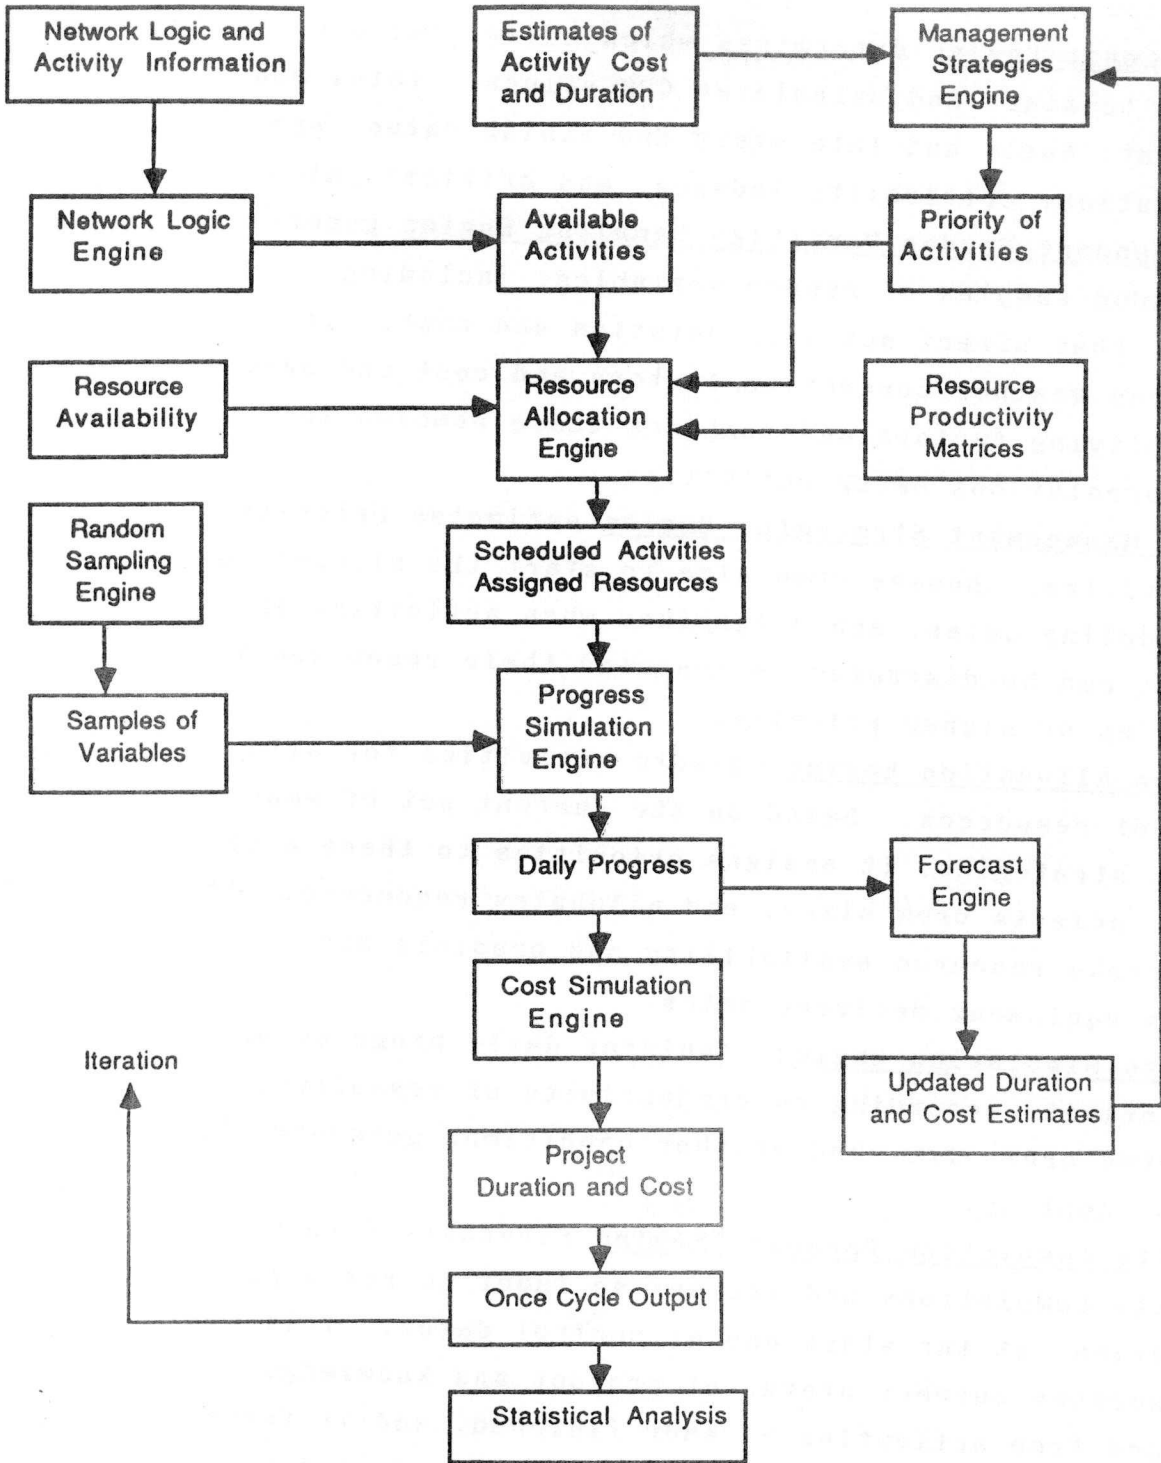 Network Logic and
Activity Information
Estimates of
Activity Cost
and Duration
Management
Strategies
Engine
Network Logic
Engine
Available
Activities
Priority of
Activities
Resource
Availability
Resource
Allocation
Engine
Resource
Productivity
Matrices
Random
Sampling
Engine
Scheduled Activities
Assigned Resources
Samples of
Variables
Progress
Simulation
Engine
Daily Progress
Forecast
Engine
Cost Simulation
Engine
Iteration
Updated Duration
and Cost Estimates
Project
Duration and Cost
Once Cycle Output
Statistical Analysis